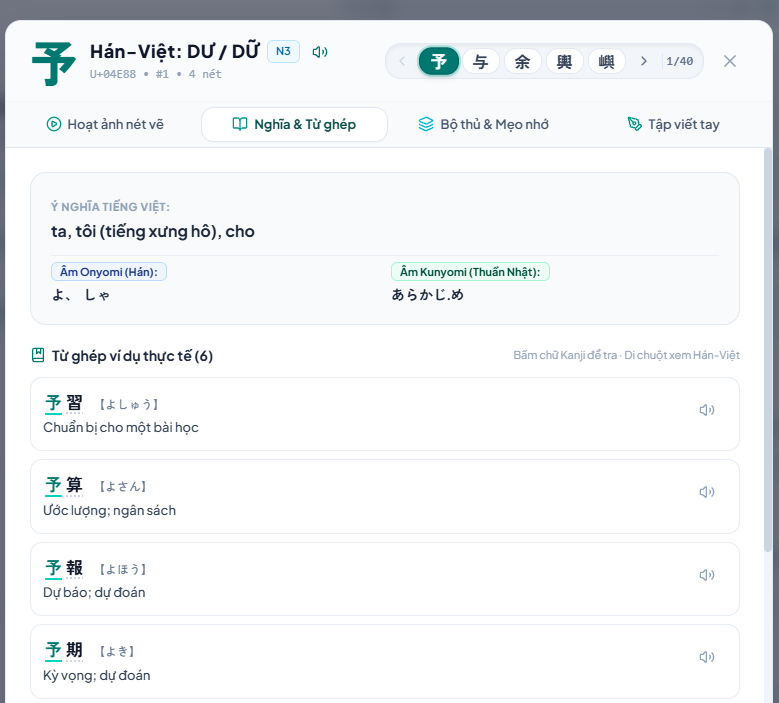 予 Hán-Việt: DƯ / DỮ N3
U+04E88 • #1 • 4 nét
予 与 余 輿 嶼 1/40
Hoạt ảnh nét vẽ
Nghĩa & Từ ghép
Bộ thủ & Mẹo nhớ
Tập viết tay
Ý NGHĨA TIẾNG VIỆT:
ta, tôi (tiếng xưng hô), cho
Âm Onyomi (Hán):
よ、 しゃ
Âm Kunyomi (Thuần Nhật):
あらかじ.め
Từ ghép ví dụ thực tế (6)
Bấm chữ Kanji để tra · Di chuột xem Hán-Việt
予習 【よしゅう】
Chuẩn bị cho một bài học
予算 【よさん】
Ước lượng; ngân sách
予報 【よほう】
Dự báo; dự đoán
予期 【よき】
Kỳ vọng; dự đoán